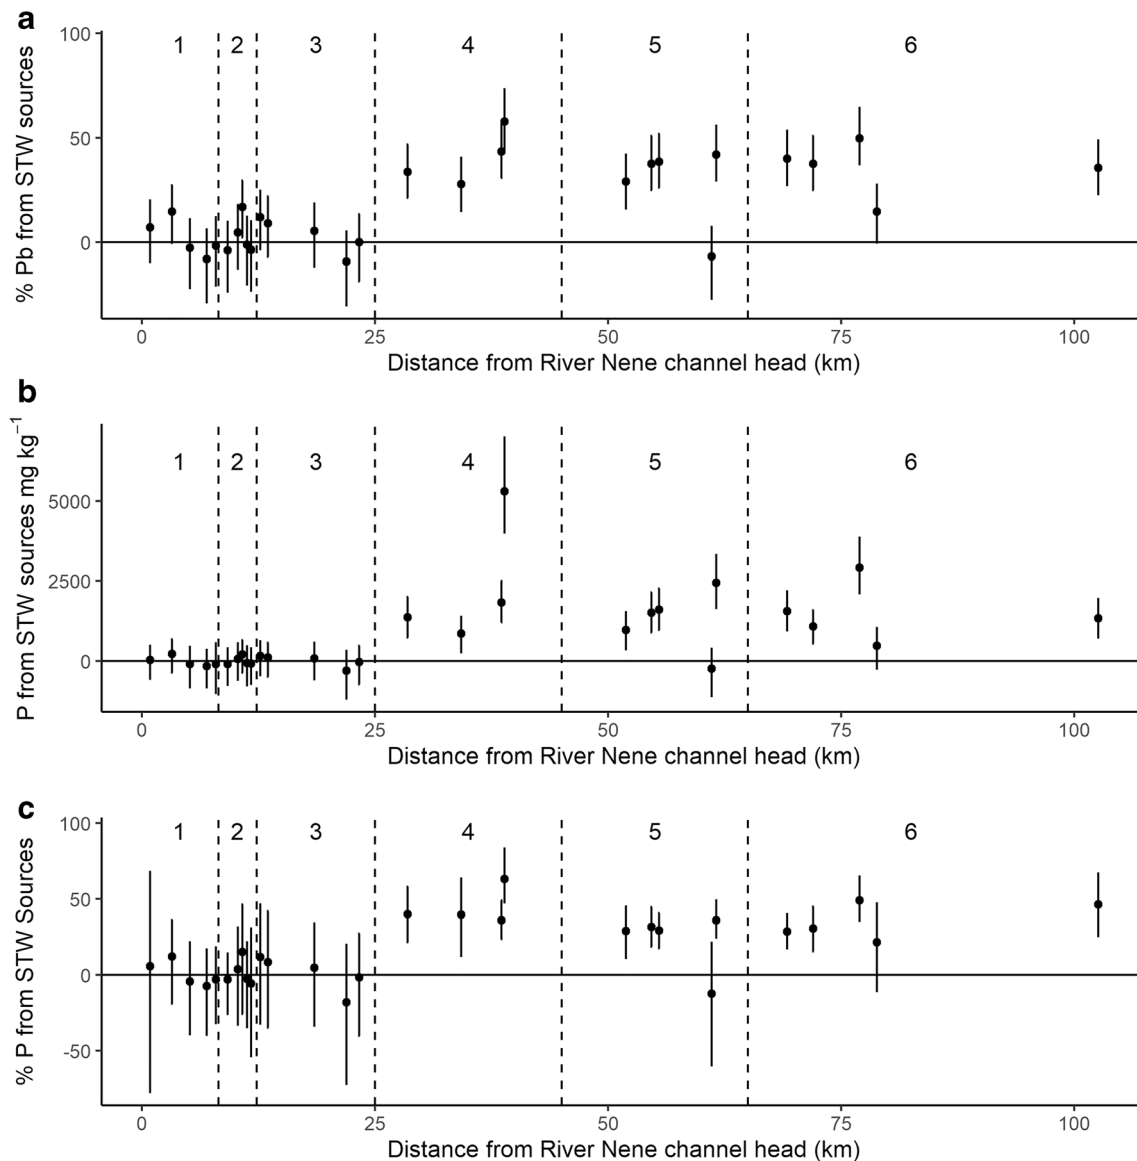 a
% Pb from STW sources
100
50
0
1 2 3 4 5 6
0 25 50 75 100
Distance from River Nene channel head (km)
b
P from STW sources mg kg⁻¹
5000
2500
0
1 2 3 4 5 6
0 25 50 75 100
Distance from River Nene channel head (km)
c
% P from STW Sources
100
50
0
-50
1 2 3 4 5 6
0 25 50 75 100
Distance from River Nene channel head (km)